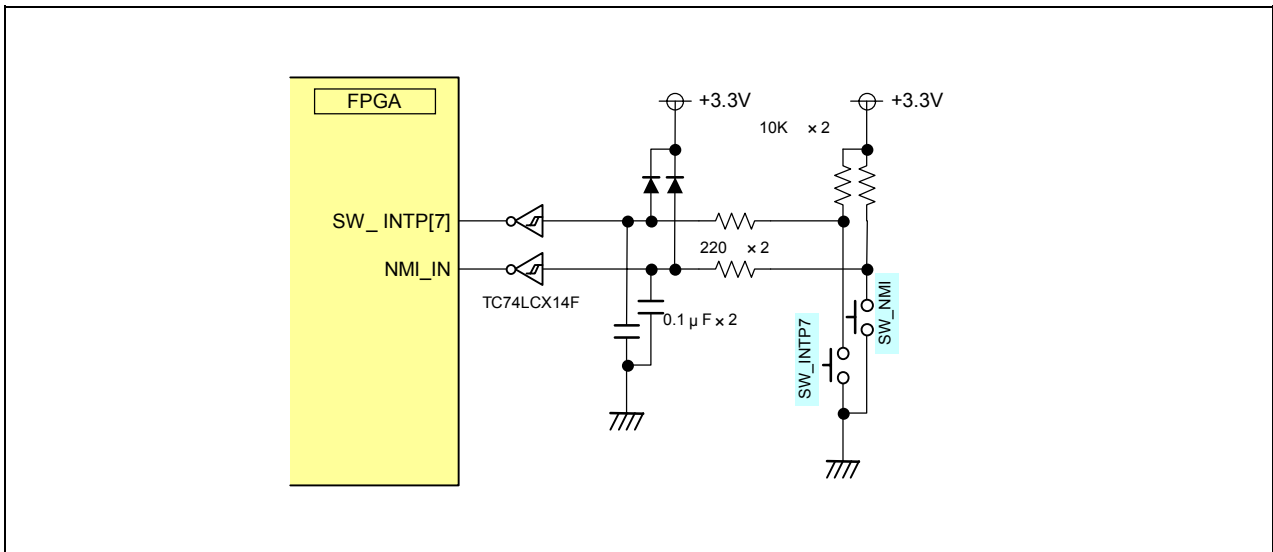 FPGA
+3.3V
+3.3V
10K ×2
SW_ INTP[7]
220 ×2
NMI_IN
TC74LCX14F
0.1 μ F×2
SW_NMI
SW_INTP7